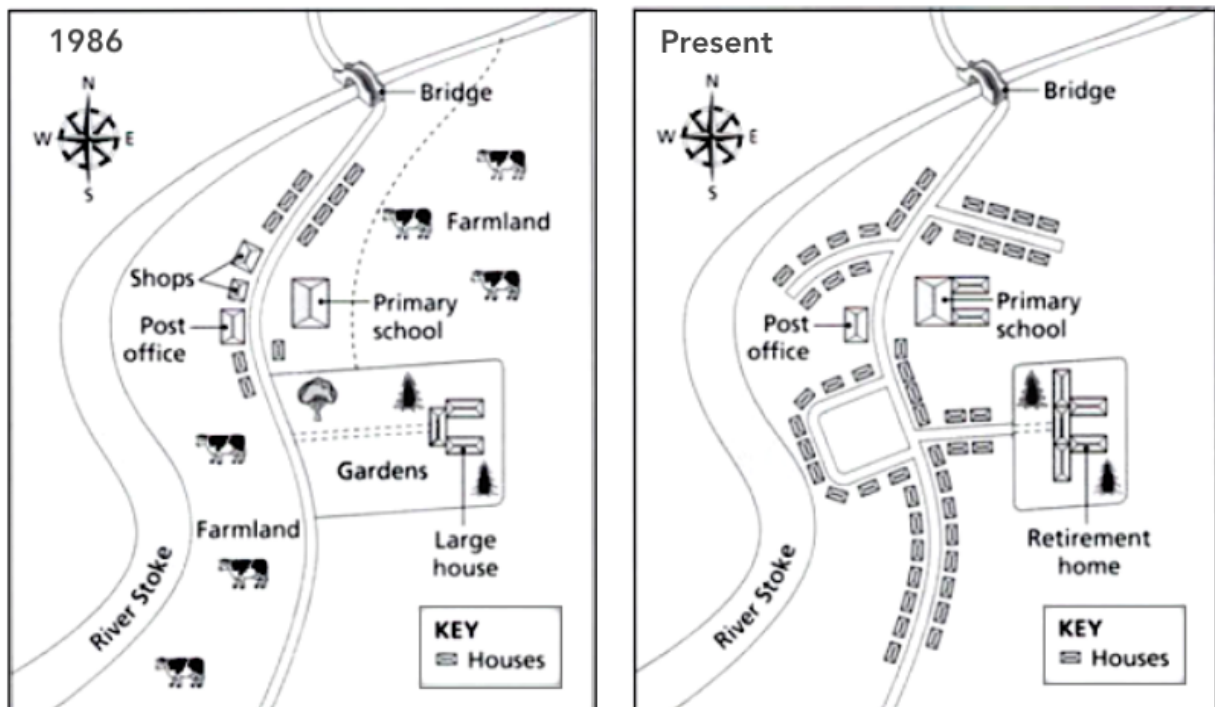 1986
N
W E
S
Bridge
Farmland
Shops
Primary
school
Post
office
Gardens
Farmland
Large
house
River Stoke
KEY
Houses
Present
N
W E
S
Bridge
Primary
school
Post
office
Retirement
home
River Stoke
KEY
Houses